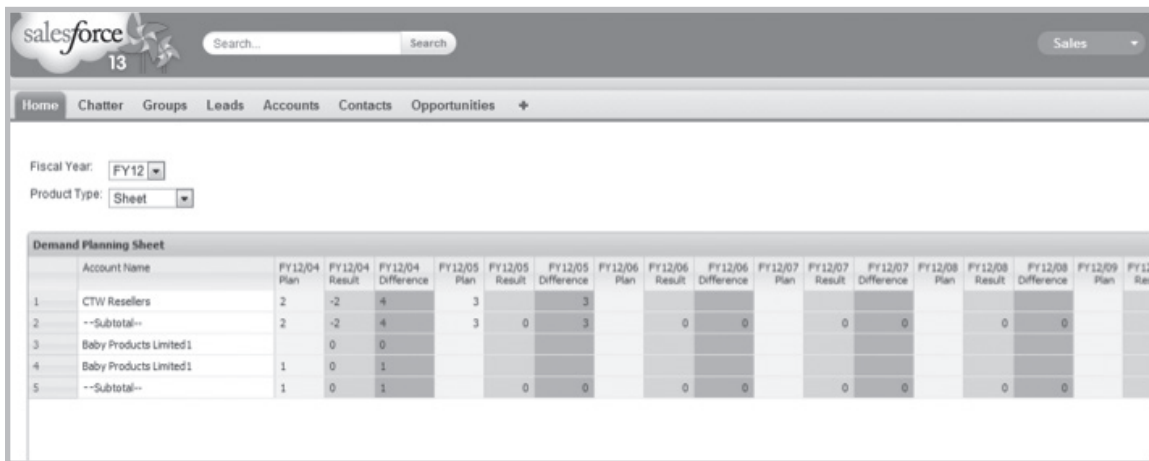 salesforce
13
Search...
Search
Sales
Home Chatter Groups Leads Accounts Contacts Opportunities +
Fiscal Year: FY12
Product Type: Sheet
Demand Planning Sheet
Account Name FY12/04 Plan FY12/04 Result FY12/04 Difference FY12/05 Plan FY12/05 Result FY12/05 Difference FY12/06 Plan FY12/06 Result FY12/06 Difference FY12/07 Plan FY12/07 Result FY12/07 Difference FY12/08 Plan FY12/08 Result FY12/08 Difference FY12/09 Plan
1 CTW Resellers 2 -2 4 3 3
2 --Subtotal-- 2 -2 4 3 0 3 0 0 0 0 0 0
3 Baby Products Limited1 0 0
4 Baby Products Limited1 1 0 1
5 --Subtotal-- 1 0 1 0 0 0 0 0 0 0 0